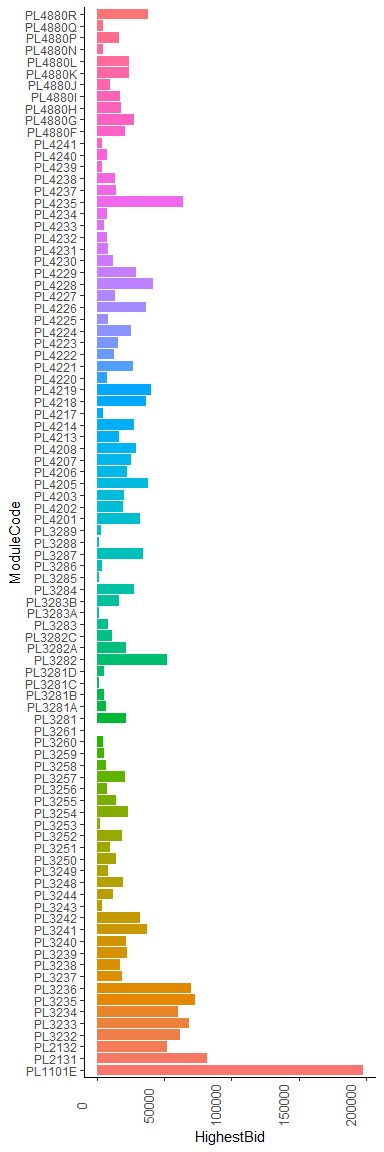 PL4880R
PL4880Q
PL4880P
PL4880N
PL4880L
PL4880K
PL4880J
PL4880I
PL4880H
PL4880G
PL4880F
PL4241
PL4240
PL4239
PL4238
PL4237
PL4235
PL4234
PL4233
PL4232
PL4231
PL4230
PL4229
PL4228
PL4227
PL4226
PL4225
PL4224
PL4223
PL4222
PL4221
PL4220
PL4219
PL4218
PL4217
PL4214
PL4213
PL4208
PL4207
PL4206
PL4205
PL4203
PL4202
PL4201
PL3289
PL3288
PL3287
PL3286
PL3285
PL3284
PL3283B
PL3283A
PL3283
PL3282C
PL3282A
PL3282
PL3281D
PL3281C
PL3281B
PL3281A
PL3281
PL3261
PL3260
PL3259
PL3258
PL3257
PL3256
PL3255
PL3254
PL3253
PL3252
PL3251
PL3250
PL3249
PL3248
PL3244
PL3243
PL3242
PL3241
PL3240
PL3239
PL3238
PL3237
PL3236
PL3235
PL3234
PL3233
PL3232
PL2132
PL2131
PL1101E
ModuleCode
0
50000
100000
150000
200000
HighestBid